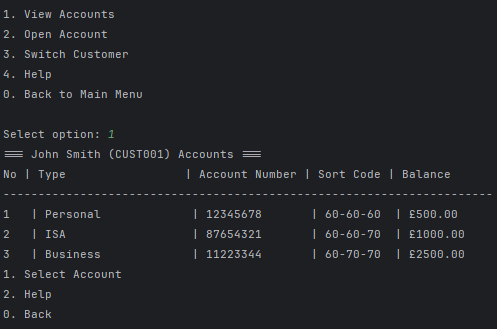 1. View Accounts
2. Open Account
3. Switch Customer
4. Help
0. Back to Main Menu
Select option: 1
=== John Smith (CUST001) Accounts ===
No | Type                 | Account Number | Sort Code | Balance
----------------------------------------------------------------------
1   | Personal             | 12345678       | 60-60-60  | £500.00
2   | ISA                  | 87654321       | 60-60-70  | £1000.00
3   | Business             | 11223344       | 60-70-70  | £2500.00
1. Select Account
2. Help
0. Back